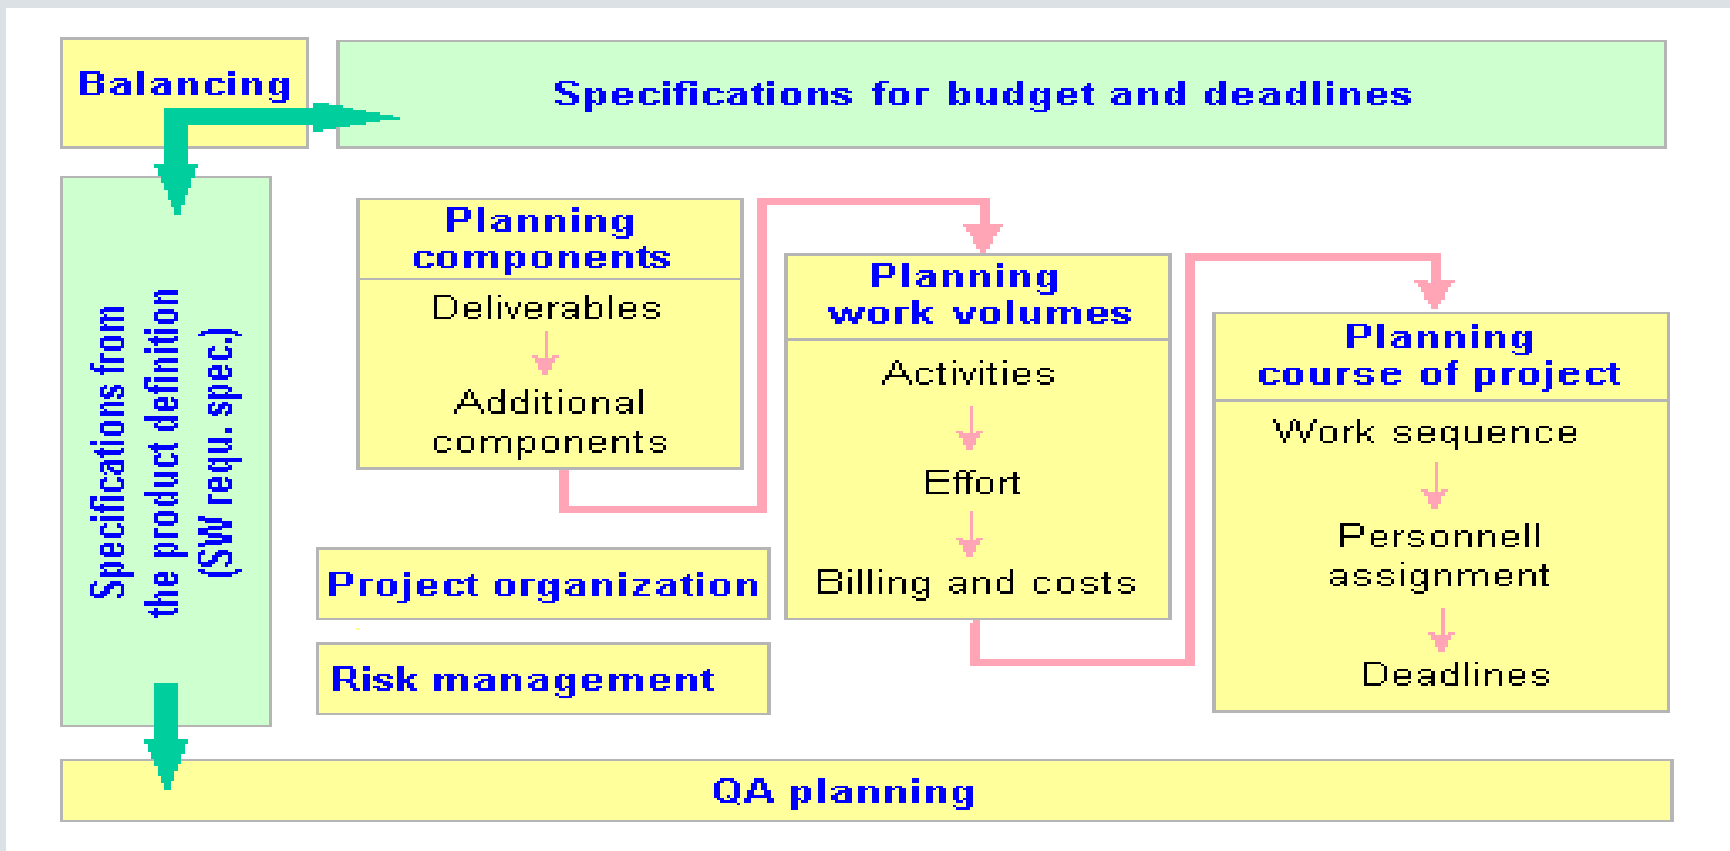 Balancing
Specifications for budget and deadlines
Specifications from
the product definition
(SW requ. spec.)
Planning
components
Deliverables
Additional
components
Planning
work volumes
Activities
Effort
Billing and costs
Planning
course of project
Work sequence
Personnell
assignment
Deadlines
Project organization
Risk management
QA planning